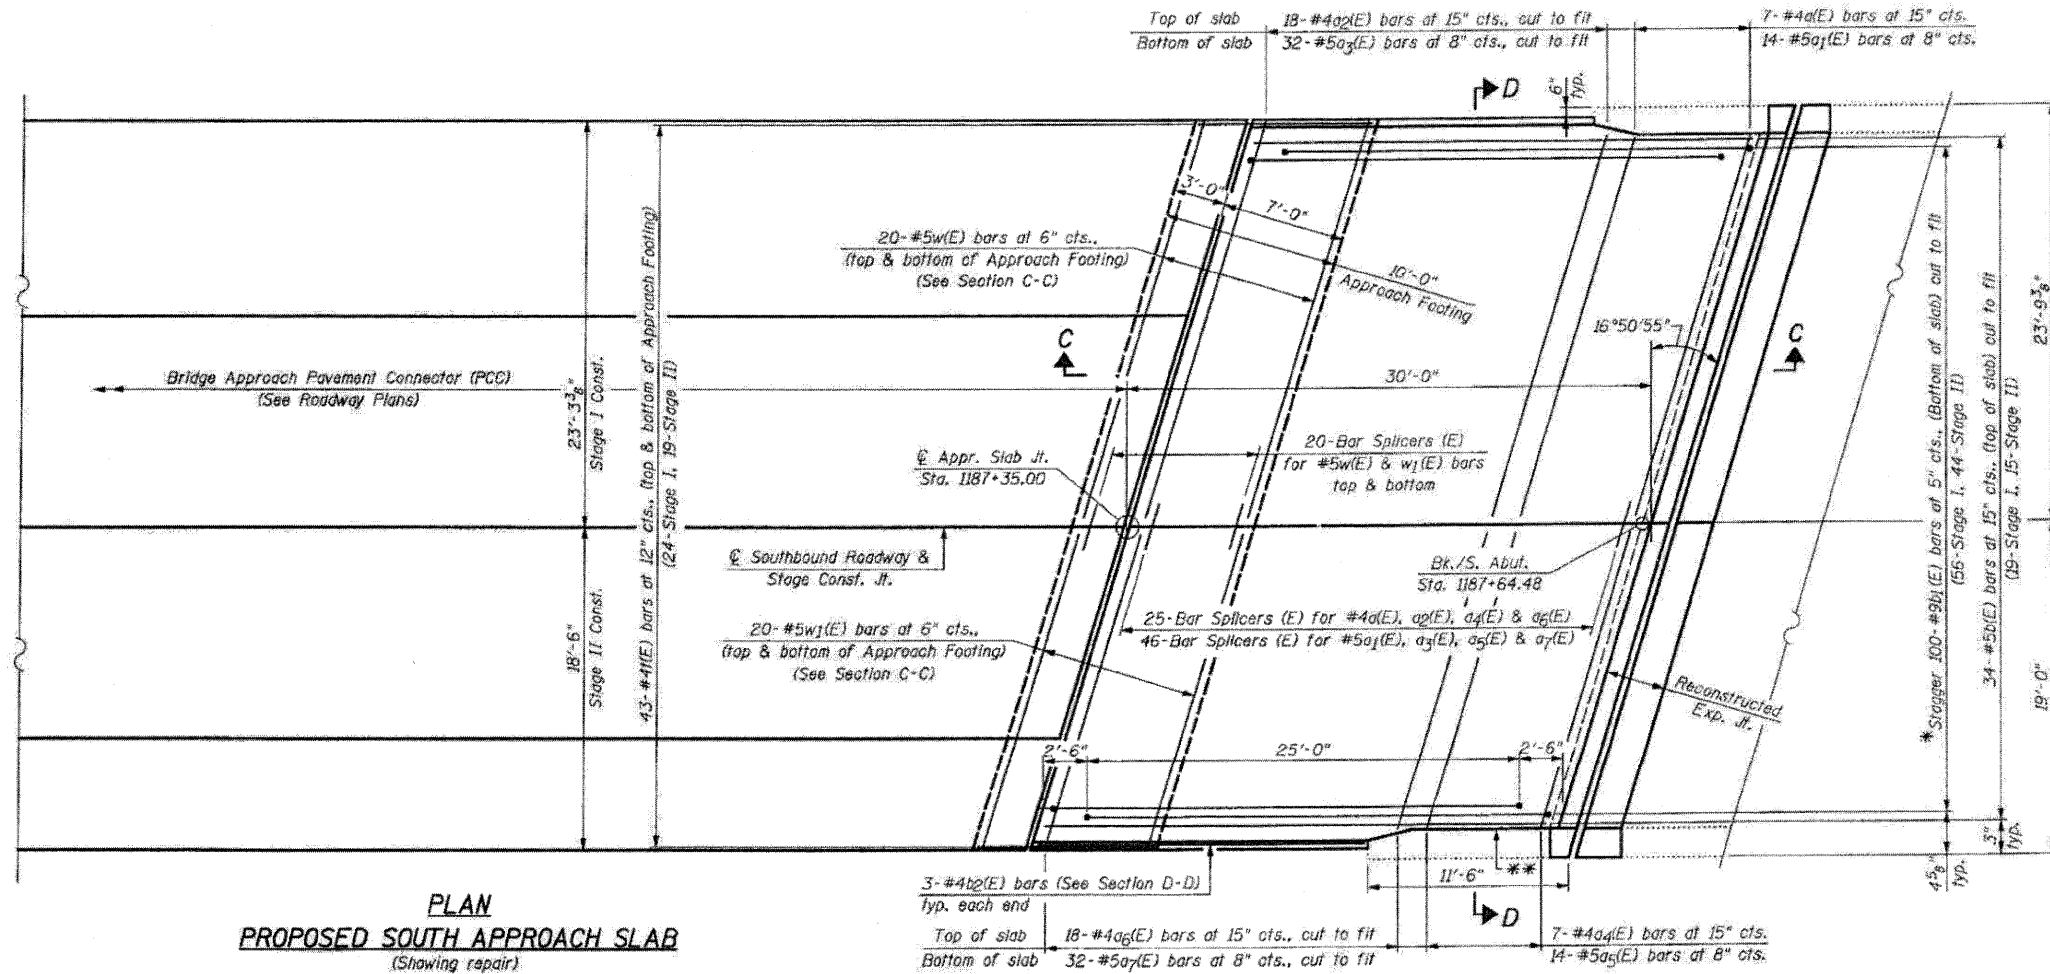 Top of slab 18-#4a2(E) bars at 15" cts., cut to fit
Bottom of slab 32-#5a3(E) bars at 8" cts., cut to fit
7-#4a(E) bars at 15" cts.
14-#5a1(E) bars at 8" cts.
D
6"
typ.
3'-0"
7'-0"
10'-0"
Approach Footing
20-#5w(E) bars at 6" cts.,
(top & bottom of Approach Footing)
(See Section C-C)
C
16°50'55"
C
30'-0"
Bridge Approach Pavement Connector (PCC)
(See Roadway Plans)
23'-3 3/8"
Stage I Const.
43-#4t(E) bars at 12" cts., (top & bottom of Approach Footing)
(24-Stage I, 19-Stage II)
℄ Appr. Slab Jt.
Sta. 1187+35.00
20-Bar Splicers (E)
for #5w(E) & w1(E) bars
top & bottom
℄ Southbound Roadway &
Stage Const. Jt.
Bk./S. Abut.
Sta. 1187+64.48
25-Bar Splicers (E) for #4a(E), a2(E), a4(E) & a6(E)
46-Bar Splicers (E) for #5a1(E), a3(E), a5(E) & a7(E)
20-#5w1(E) bars at 6" cts.,
(top & bottom of Approach Footing)
(See Section C-C)
18'-6"
Stage II Const.
Reconstructed
Exp. Jt.
*Stagger 100-#9b1(E) bars at 5" cts., (Bottom of slab) cut to fit
(56-Stage I, 44-Stage II)
34-#5b(E) bars at 15" cts., (top of slab) cut to fit
(19-Stage I, 15-Stage II)
23'-9 3/8"
19'-0"
2'-6"
25'-0"
2'-6"
3"
typ.
4 5/8"
typ.
11'-6"
**
3-#4b2(E) bars (See Section D-D)
typ. each end
D
Top of slab 18-#4a6(E) bars at 15" cts., cut to fit
Bottom of slab 32-#5a7(E) bars at 8" cts., cut to fit
7-#4a4(E) bars at 15" cts.
14-#5a5(E) bars at 8" cts.
PLAN
PROPOSED SOUTH APPROACH SLAB
(Showing repair)